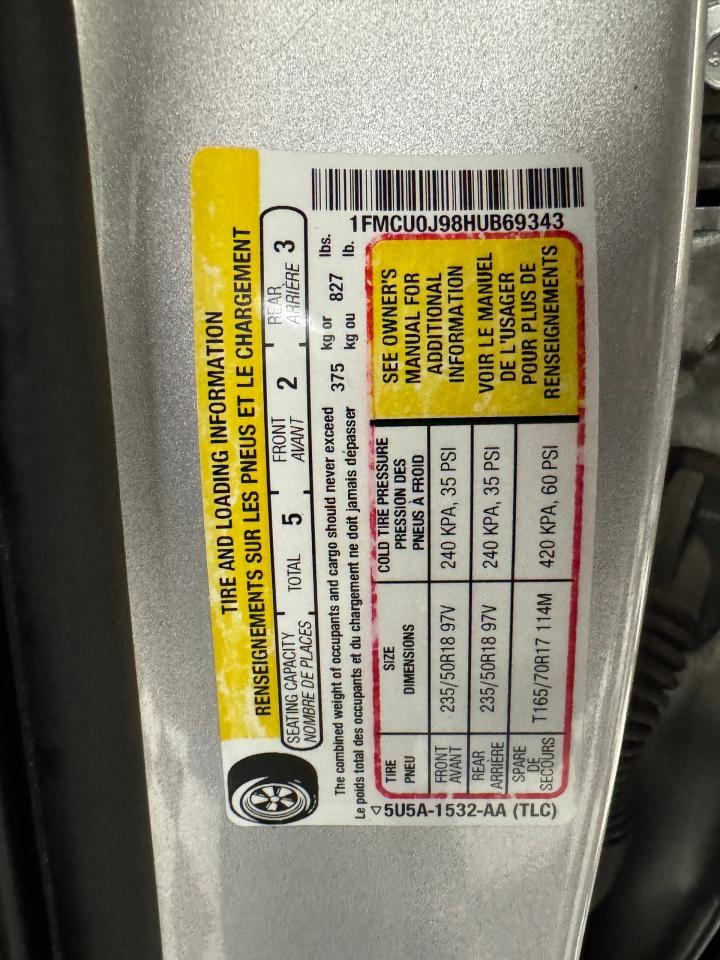 TIRE AND LOADING INFORMATION
RENSEIGNEMENTS SUR LES PNEUS ET LE CHARGEMENT
SEATING CAPACITY TOTAL 5 FRONT 2 REAR 3
NOMBRE DE PLACES AVANT ARRIÈRE
The combined weight of occupants and cargo should never exceed 375 kg or 827 lbs.
Le poids total des occupants et du chargement ne doit jamais dépasser kg ou lb.
1FMCU0J98HUB69343
TIRE SIZE COLD TIRE PRESSURE
PNEU DIMENSIONS PRESSION DES
PNEUS À FROID
FRONT 235/50R18 97V 240 KPA, 35 PSI
AVANT
REAR 235/50R18 97V 240 KPA, 35 PSI
ARRIÈRE
SPARE T165/70R17 114M 420 KPA, 60 PSI
DE
SECOURS
SEE OWNER'S
MANUAL FOR
ADDITIONAL
INFORMATION
VOIR LE MANUEL
DE L'USAGER
POUR PLUS DE
RENSEIGNEMENTS
▽5U5A-1532-AA (TLC)